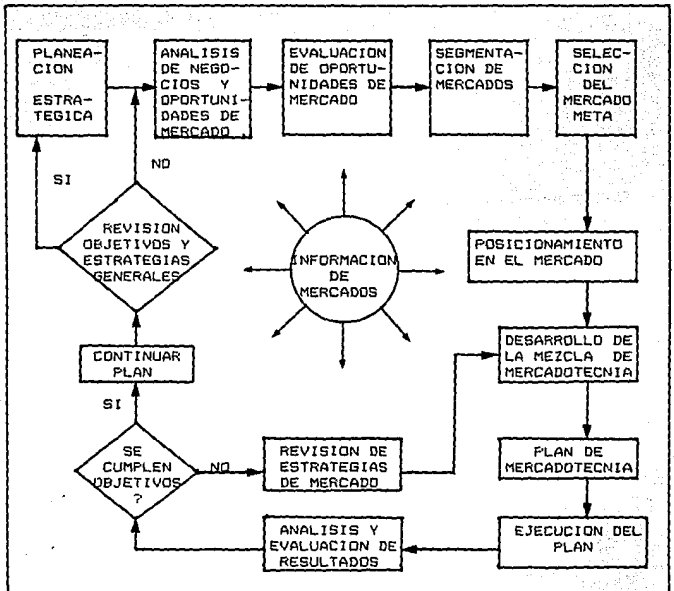 PLANEA-
CION
ESTRA-
TEGICA
ANALISIS
DE NEGO-
CIOS Y
OPORTUNI-
DADES DE
MERCADO
EVALUACION
DE OPORTU-
NIDADES DE
MERCADO
SEGMENTA-
CION DE
MERCADOS
SELEC-
CION
DEL
MERCADO
META
SI
NO
REVISION
OBJETIVOS Y
ESTRATEGIAS
GENERALES
INFORMACION
DE
MERCADOS
POSICIONAMIENTO
EN EL MERCADO
CONTINUAR
PLAN
DESARROLLO DE
LA MEZCLA DE
MERCADOTECNIA
SI
SE
CUMPLEN
OBJETIVOS
?
NO
REVISION DE
ESTRATEGIAS
DE MERCADO
PLAN DE
MERCADOTECNIA
ANALISIS Y
EVALUACION DE
RESULTADOS
EJECUCION DEL
PLAN